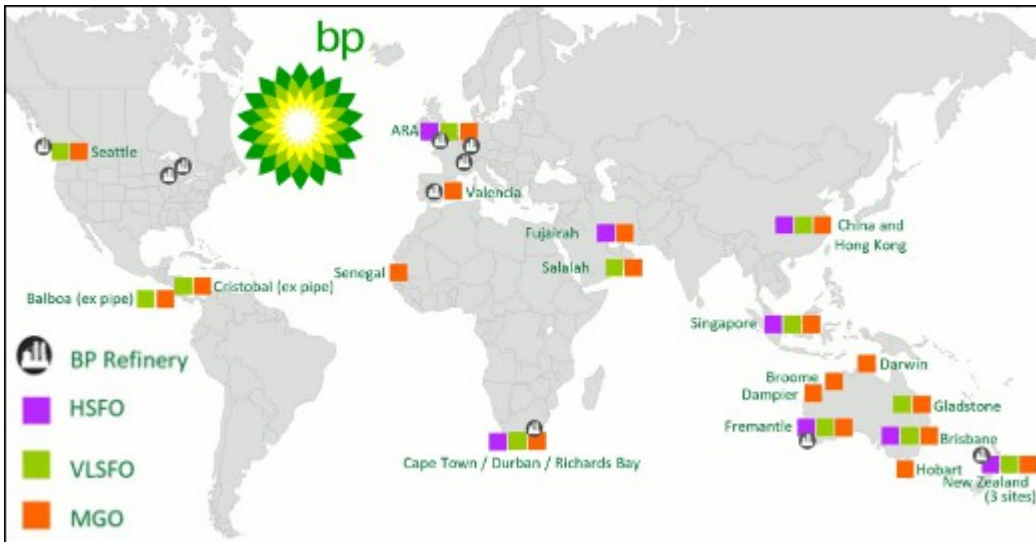 bp
ARA
Seattle
Valencia
Fujairah
China and
Hong Kong
Salalah
Senegal
Cristobal (ex pipe)
Balboa (ex pipe)
Singapore
BP Refinery
Darwin
Broome
Dampier
HSFO
Gladstone
Fremantle
Brisbane
VLSFO
Cape Town / Durban / Richards Bay
Hobart
New Zealand
(3 sites)
MGO